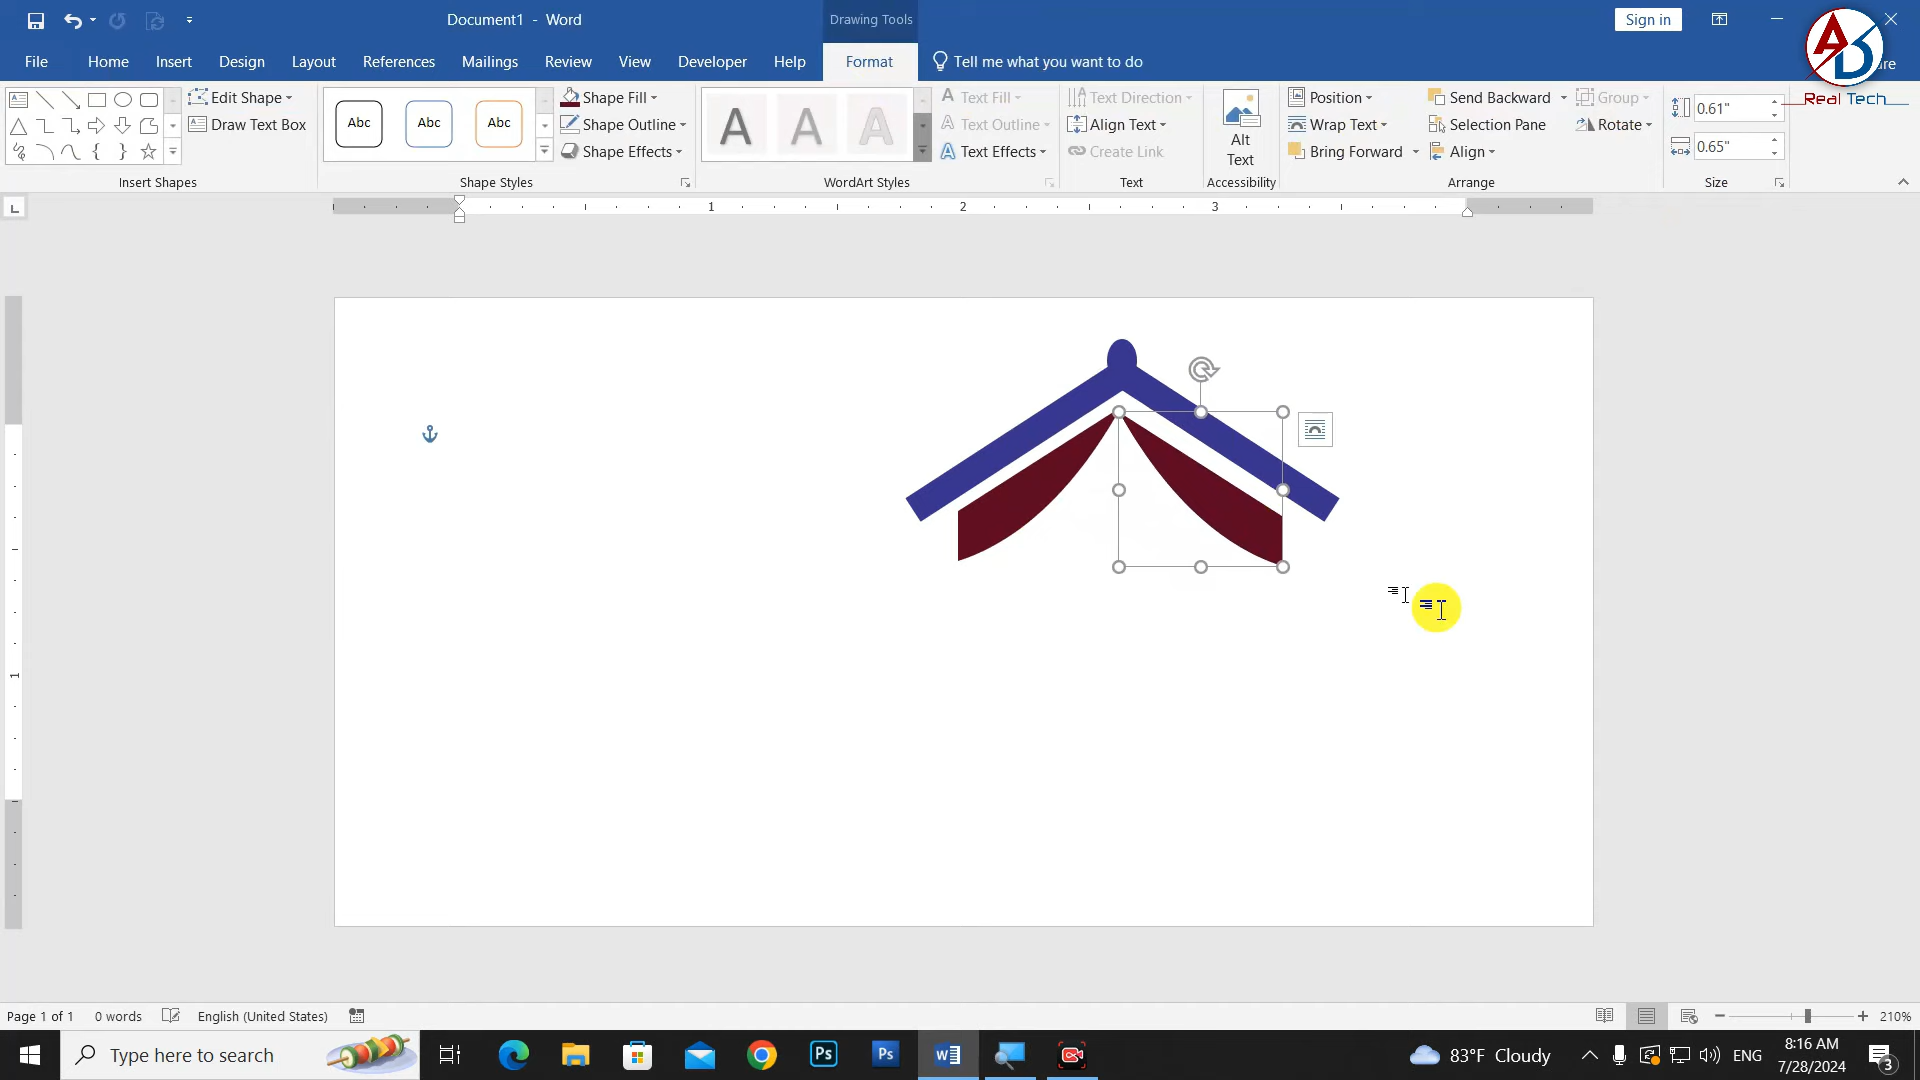 Document1 - Word
Drawing Tools
Sign in
File Home Insert Design Layout References Mailings Review View Developer Help Format Tell me what you want to do
Edit Shape
Draw Text Box
Insert Shapes
Abc Abc Abc
Shape Fill
Shape Outline
Shape Effects
Shape Styles
A A A
Text Fill
Text Outline
Text Effects
WordArt Styles
Text Direction
Align Text
Create Link
Text
Alt
Text
Accessibility
Position
Wrap Text
Bring Forward
Send Backward
Selection Pane
Align
Group
Rotate
Arrange
0.61"
0.65"
Size
Real Tech
1 2 3
1
Page 1 of 1 0 words English (United States) 210%
Type here to search
Ps Ps W
83°F Cloudy
ENG
8:16 AM
7/28/2024
3